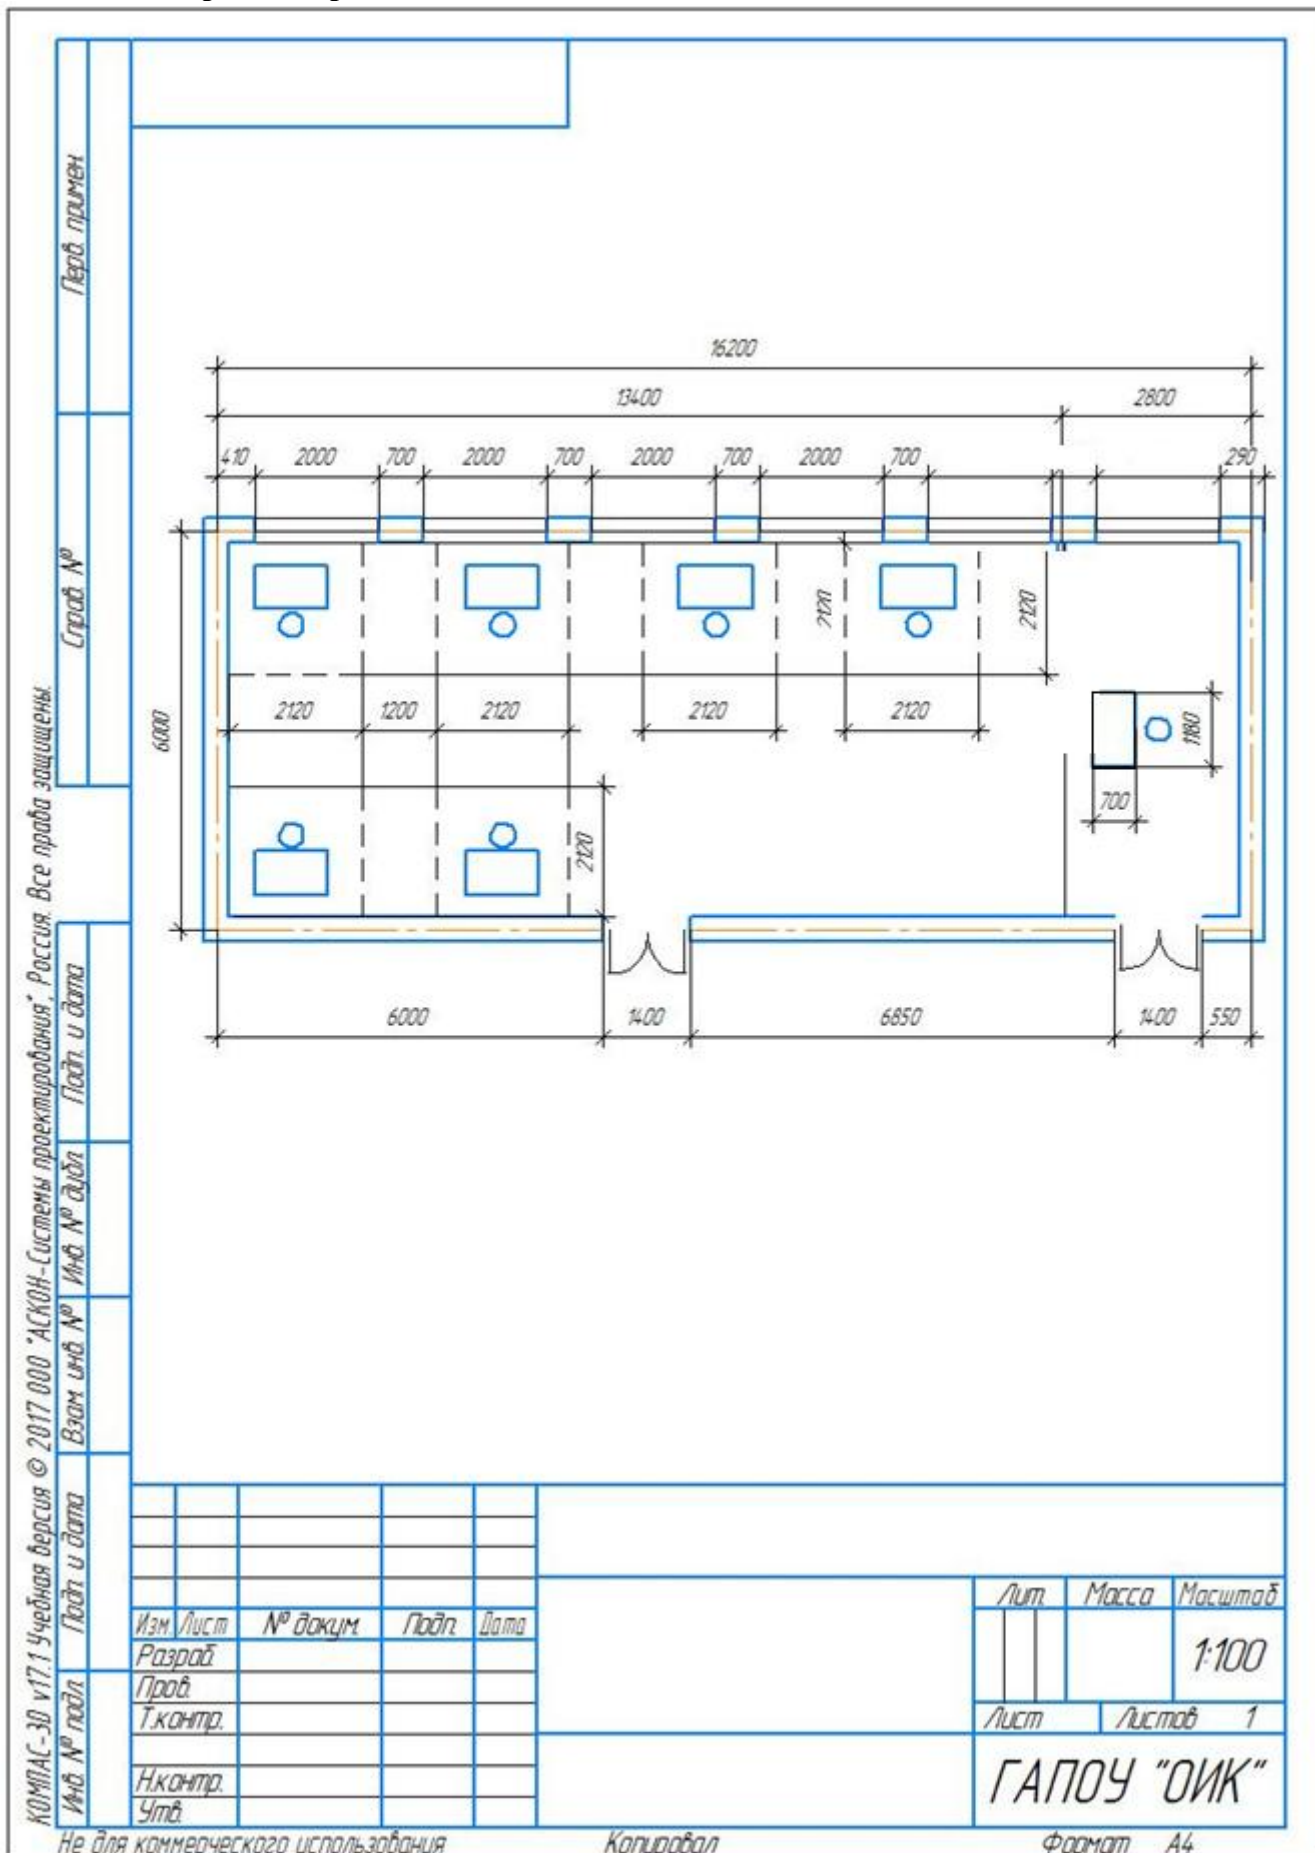 Перв. примен.
Справ. №
Подп. и дата
Инв. № дубл.
Взам. инв. №
Подп. и дата
Инв. № подл.
КОМПАС-3D v17.1 Учебная версия © 2017 ООО "АСКОН-Системы проектирования", Россия. Все права защищены.
16200
13400 2800
410 2000 700 2000 700 2000 700 2000 700 290
6000
2120 2120
2120 1200 2120 2120 2120
1180
700
2120
6000 1400 6850 1400 550
Изм. Лист № докум. Подп. Дата
Разраб.
Пров.
Т.контр.
Н.контр.
Утв.
Лит. Масса Масштаб
1:100
Лист Листов 1
ГАПОУ "ОИК"
Не для коммерческого использования Копировал Формат А4